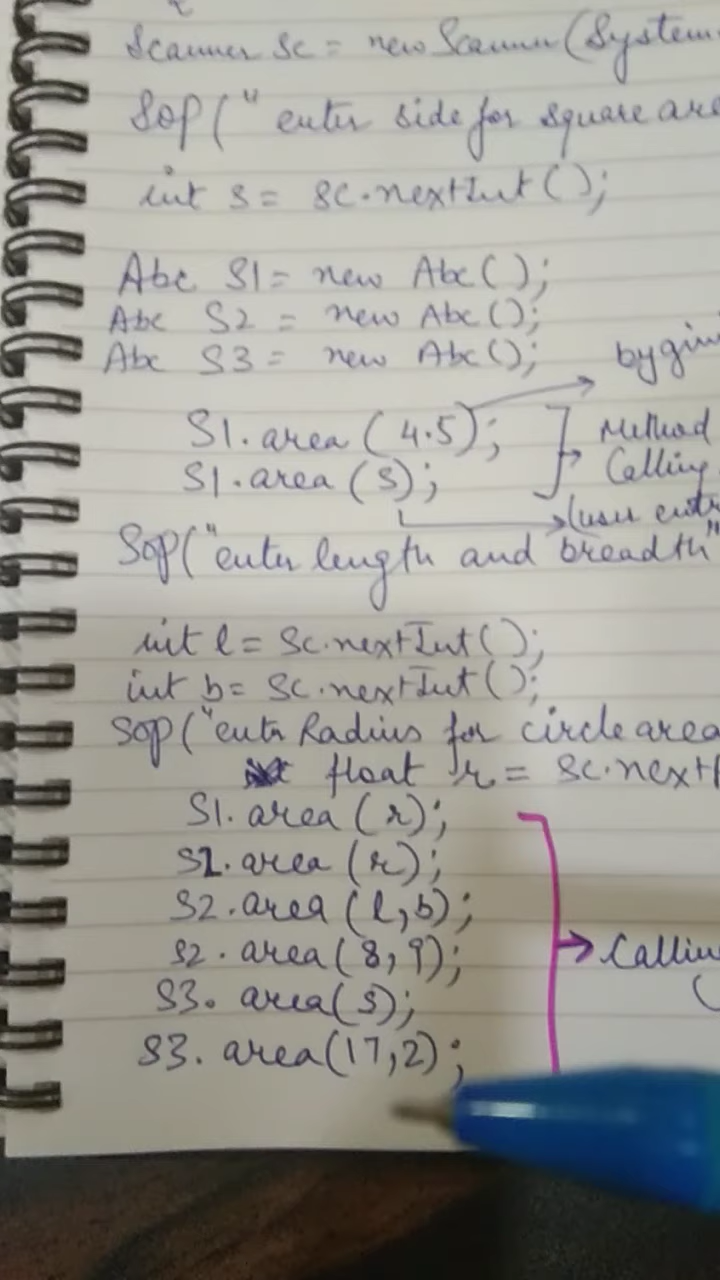 Scanner sc = new Scanner(System.
Sop(" enter side for square are
int s = sc.nextInt();
Abc S1 = new Abc();
Abc S2 = new Abc();
Abc S3 = new Abc();
by givi
S1.area(4.5);
Method
S1.area(s);
Calling
(user ente
Sop("enter length and breadth"
int l = Sc.nextInt();
int b = Sc.nextInt();
Sop("enter Radius for circle area
float r = Sc.next
S1.area(r);
S2.area(r);
S2.area(l,b);
S2.area(8,9);
Calling
S3.area(s);
S3.area(17,2);